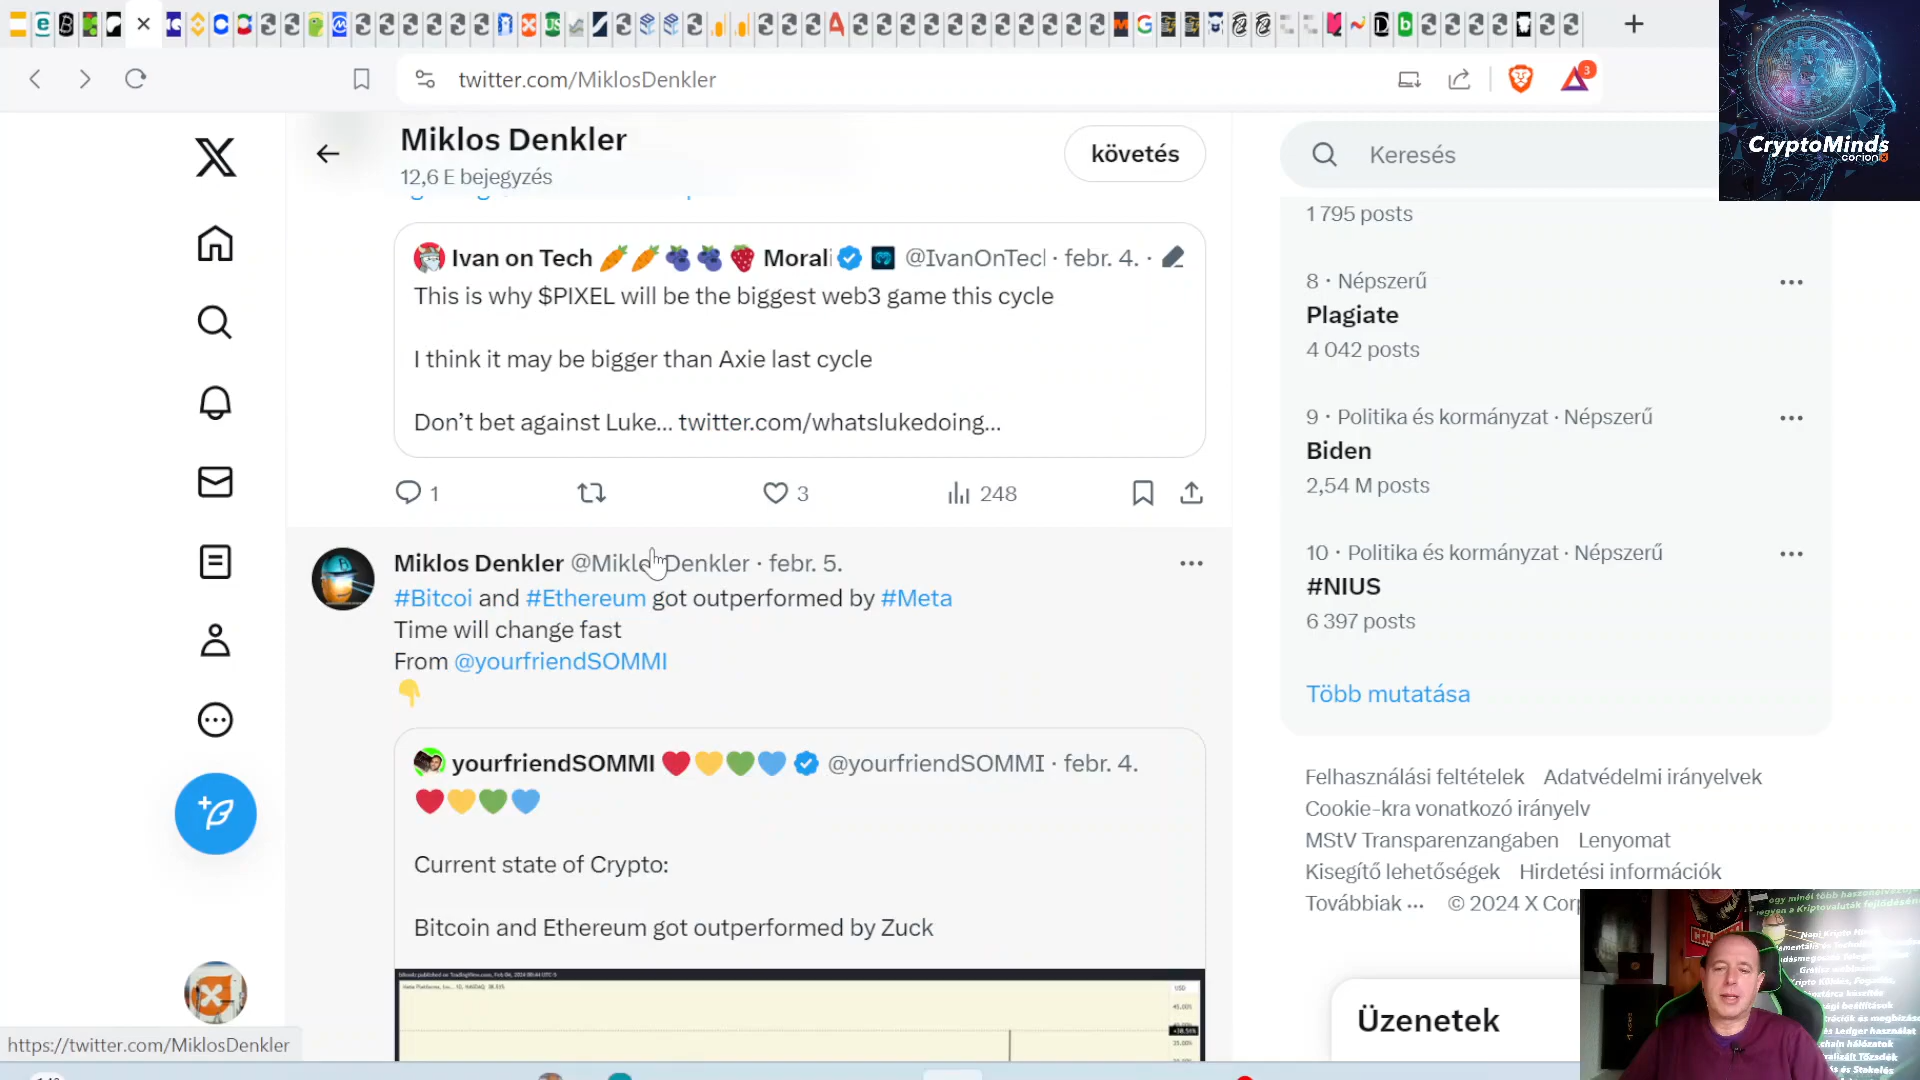 twitter.com/MiklosDenkler
3
CryptoMinds
corion
Miklos Denkler
12,6 E bejegyzés
követés
Keresés
Ivan on Tech Morali @IvanOnTecl · febr. 4. ·
This is why $PIXEL will be the biggest web3 game this cycle
I think it may be bigger than Axie last cycle
Don’t bet against Luke... twitter.com/whatslukedoing...
1 3 248
Miklos Denkler @MiklosDenkler · febr. 5.
#Bitcoi and #Ethereum got outperformed by #Meta
Time will change fast
From @yourfriendSOMMI
yourfriendSOMMI @yourfriendSOMMI · febr. 4.
Current state of Crypto:
Bitcoin and Ethereum got outperformed by Zuck
USD
1 795 posts
8 · Népszerű
Plagiate
4 042 posts
9 · Politika és kormányzat · Népszerű
Biden
2,54 M posts
10 · Politika és kormányzat · Népszerű
#NIUS
6 397 posts
Több mutatása
Felhasználási feltételek Adatvédelmi irányelvek
Cookie-kra vonatkozó irányelv
MStV Transparenzangaben Lenyomat
Kisegítő lehetőségek Hirdetési információk
Továbbiak ··· © 2024 X Corp
Üzenetek
https://twitter.com/MiklosDenkler